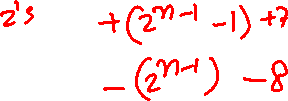 2's +(2^{n-1} - 1) +7
-(2^{n-1}) -8